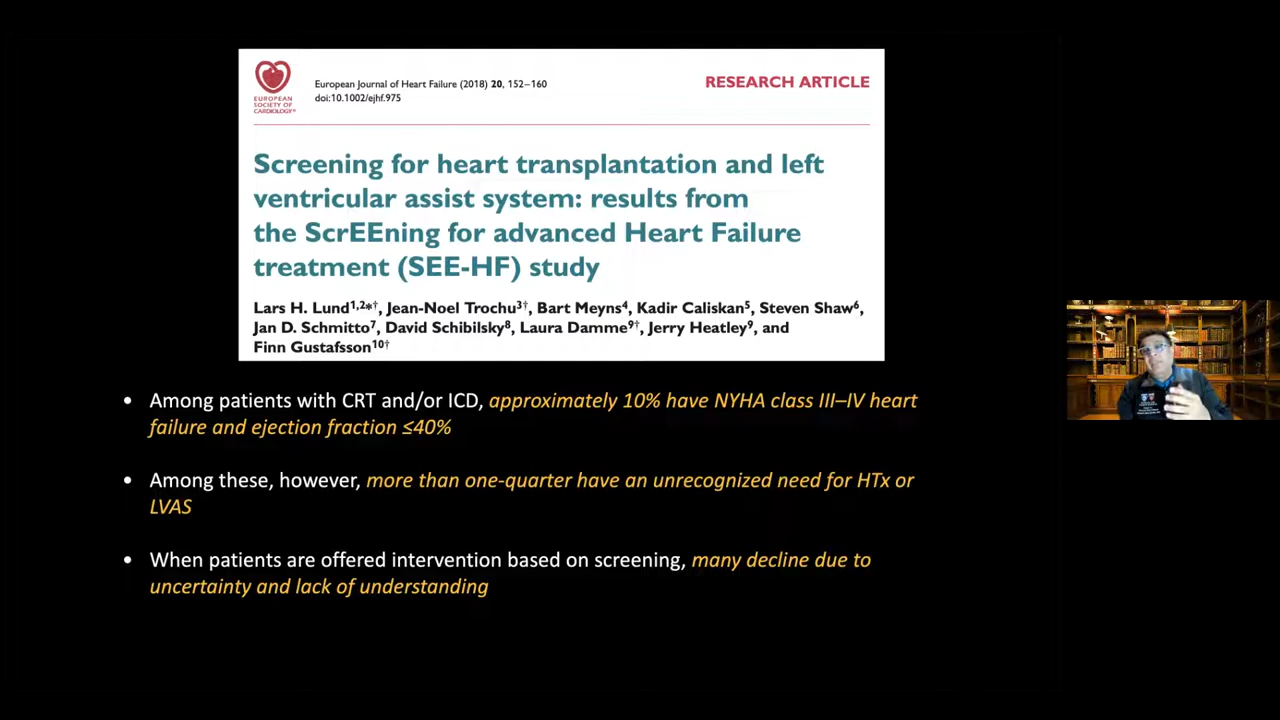 EUROPEAN
SOCIETY OF
CARDIOLOGY®
European Journal of Heart Failure (2018) 20, 152–160
doi:10.1002/ejhf.975
RESEARCH ARTICLE
Screening for heart transplantation and left
ventricular assist system: results from
the ScrEEning for advanced Heart Failure
treatment (SEE-HF) study
Lars H. Lund1,2*†, Jean-Noel Trochu3†, Bart Meyns4, Kadir Caliskan5, Steven Shaw6,
Jan D. Schmitto7, David Schibilsky8, Laura Damme9†, Jerry Heatley9, and
Finn Gustafsson10†
• Among patients with CRT and/or ICD, approximately 10% have NYHA class III–IV heart
failure and ejection fraction ≤40%
• Among these, however, more than one-quarter have an unrecognized need for HTx or
LVAS
• When patients are offered intervention based on screening, many decline due to
uncertainty and lack of understanding